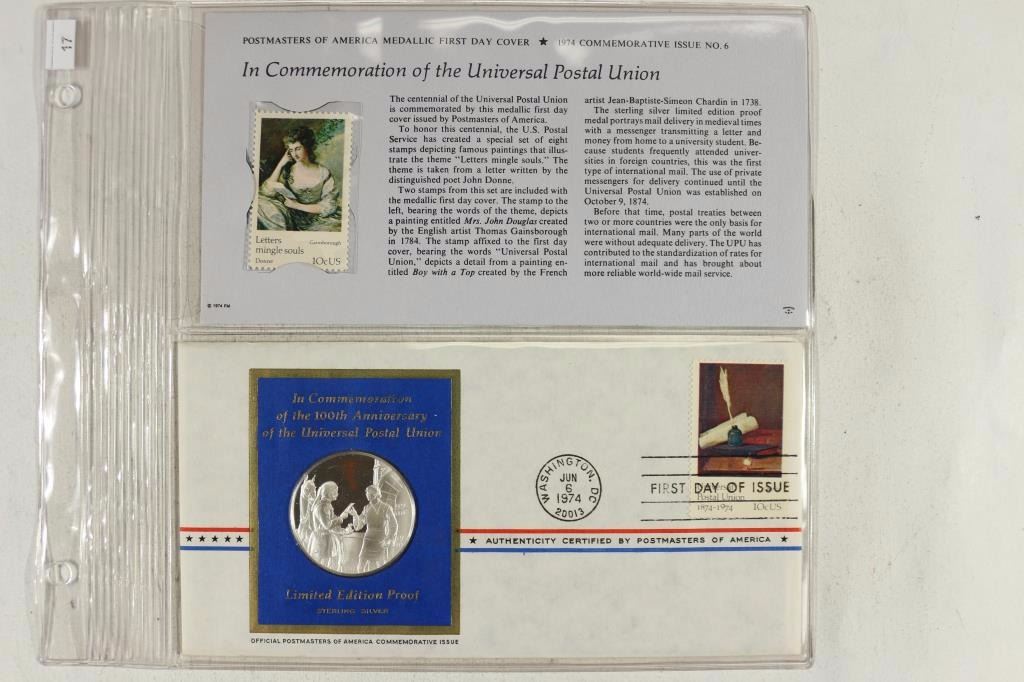 17
POSTMASTERS OF AMERICA MEDALLIC FIRST DAY COVER ★ 1974 COMMEMORATIVE ISSUE NO. 6
In Commemoration of the Universal Postal Union
Letters
mingle souls
Gainsborough
Donne
10c US
The centennial of the Universal Postal Union
is commemorated by this medallic first day
cover issued by Postmasters of America.
To honor this centennial, the U.S. Postal
Service has created a special set of eight
stamps depicting famous paintings that illus-
trate the theme "Letters mingle souls." The
theme is taken from a letter written by the
distinguished poet John Donne.
Two stamps from this set are included with
the medallic first day cover. The stamp to the
left, bearing the words of the theme, depicts
a painting entitled Mrs. John Douglas created
by the English artist Thomas Gainsborough
in 1784. The stamp affixed to the first day
cover, bearing the words "Universal Postal
Union," depicts a detail from a painting en-
titled Boy with a Top created by the French
artist Jean-Baptiste-Simeon Chardin in 1738.
The sterling silver limited edition proof
medal portrays mail delivery in medieval times
with a messenger transmitting a letter and
money from home to a university student. Be-
cause students frequently attended univer-
sities in foreign countries, this was the first
type of international mail. The use of private
messengers for delivery continued until the
Universal Postal Union was established on
October 9, 1874.
Before that time, postal treaties between
two or more countries were the only basis for
international mail. Many parts of the world
were without adequate delivery. The UPU has
contributed to the standardization of rates for
international mail and has brought about
more reliable world-wide mail service.
© 1974 FM
In Commemoration
of the 100th Anniversary
of the Universal Postal Union
Limited Edition Proof
STERLING SILVER
OFFICIAL POSTMASTERS OF AMERICA COMMEMORATIVE ISSUE
WASHINGTON, DC
JUN
6
1974
20013
FIRST DAY OF ISSUE
Universal
Postal Union
1874-1974
10c US
★ ★ ★ ★ ★
★ AUTHENTICITY CERTIFIED BY POSTMASTERS OF AMERICA ★